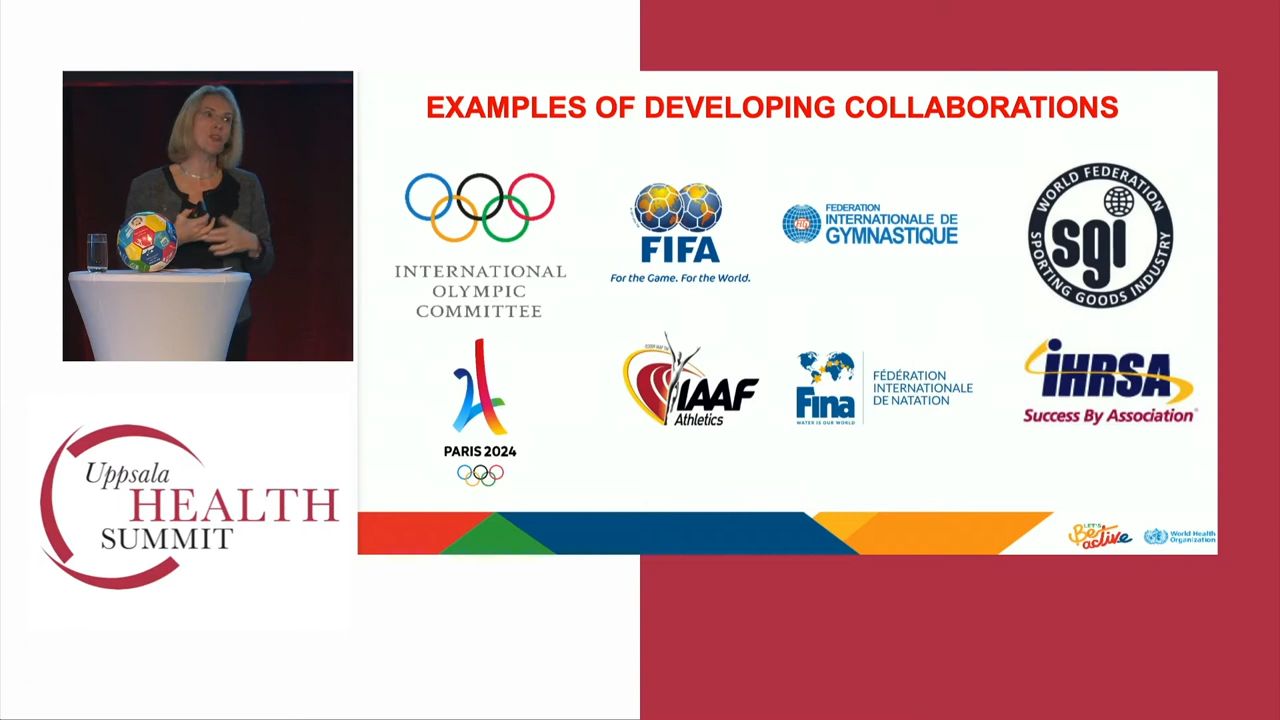 EXAMPLES OF DEVELOPING COLLABORATIONS
INTERNATIONAL
OLYMPIC
COMMITTEE
FIFA
For the Game. For the World.
FEDERATION
INTERNATIONALE DE
GYMNASTIQUE
WORLD FEDERATION
sgi
SPORTING GOODS INDUSTRY
PARIS 2024
IAAF
Athletics
Fina
WATER IS OUR WORLD
FÉDÉRATION
INTERNATIONALE
DE NATATION
iHRSA
Success By Association
Uppsala
HEALTH
SUMMIT
LET'S
Be
active
World Health
Organization